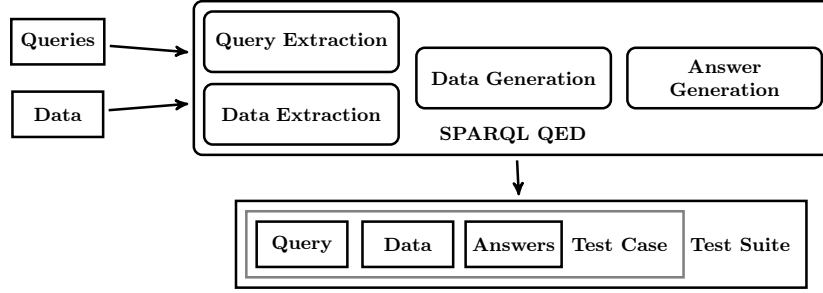 Queries
Data
Query Extraction
Data Extraction
Data Generation
Answer
Generation
SPARQL QED
Query
Data
Answers
Test Case
Test Suite